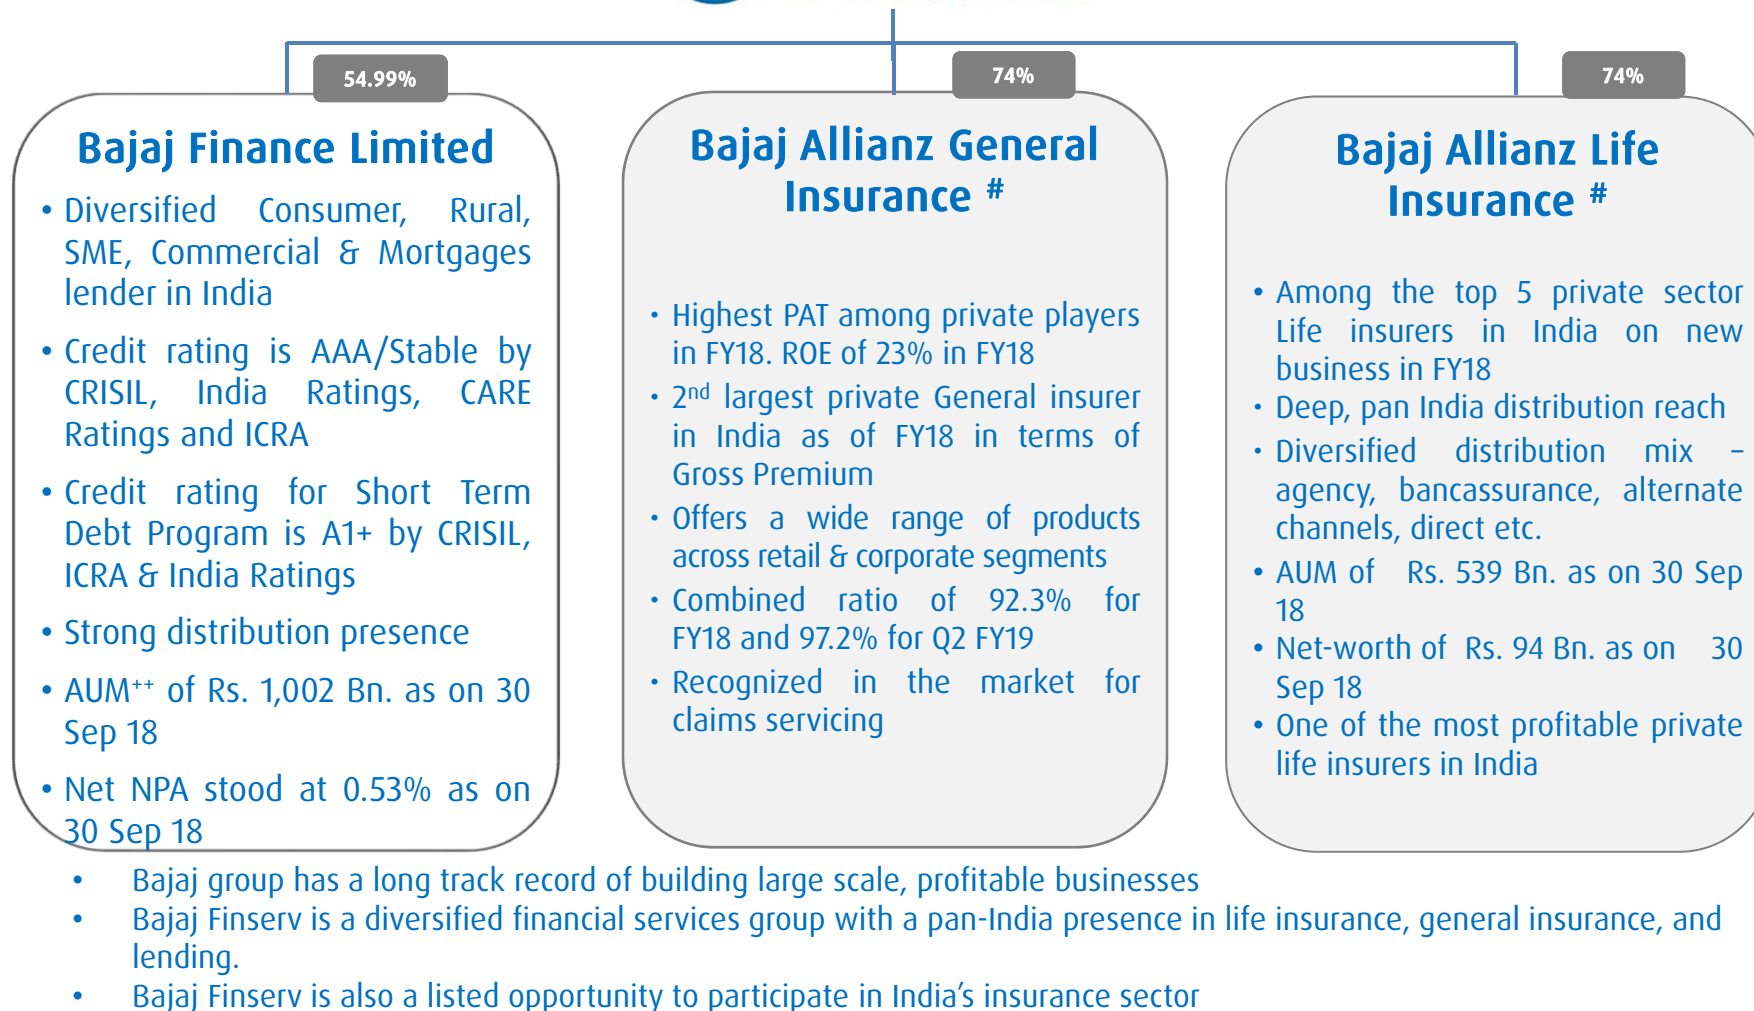 54.99%
74%
74%
Bajaj Finance Limited
• Diversified Consumer, Rural,
SME, Commercial & Mortgages
lender in India
• Credit rating is AAA/Stable by
CRISIL, India Ratings, CARE
Ratings and ICRA
• Credit rating for Short Term
Debt Program is A1+ by CRISIL,
ICRA & India Ratings
• Strong distribution presence
• AUM⁺⁺ of Rs. 1,002 Bn. as on 30
Sep 18
• Net NPA stood at 0.53% as on
30 Sep 18
Bajaj Allianz General
Insurance #
• Highest PAT among private players
in FY18. ROE of 23% in FY18
• 2ⁿᵈ largest private General insurer
in India as of FY18 in terms of
Gross Premium
• Offers a wide range of products
across retail & corporate segments
• Combined ratio of 92.3% for
FY18 and 97.2% for Q2 FY19
• Recognized in the market for
claims servicing
Bajaj Allianz Life
Insurance #
• Among the top 5 private sector
Life insurers in India on new
business in FY18
• Deep, pan India distribution reach
• Diversified distribution mix –
agency, bancassurance, alternate
channels, direct etc.
• AUM of Rs. 539 Bn. as on 30 Sep
18
• Net-worth of Rs. 94 Bn. as on 30
Sep 18
• One of the most profitable private
life insurers in India
• Bajaj group has a long track record of building large scale, profitable businesses
• Bajaj Finserv is a diversified financial services group with a pan-India presence in life insurance, general insurance, and
lending.
• Bajaj Finserv is also a listed opportunity to participate in India’s insurance sector